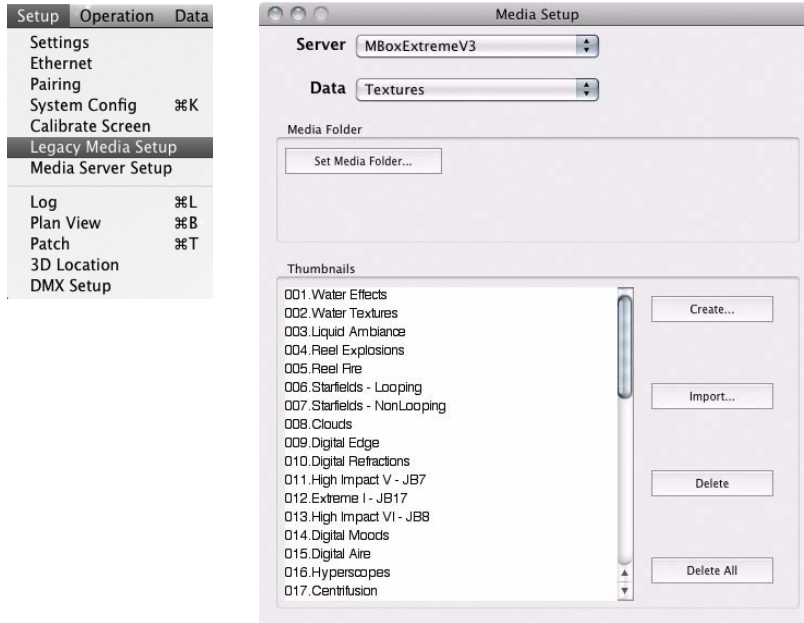 Setup Operation Data
Settings
Ethernet
Pairing
System Config ⌘K
Calibrate Screen
Legacy Media Setup
Media Server Setup
Log ⌘L
Plan View ⌘B
Patch ⌘T
3D Location
DMX Setup
Media Setup
Server MBoxExtremeV3
Data Textures
Media Folder
Set Media Folder...
Thumbnails
001.Water Effects
002.Water Textures
003.Liquid Ambiance
004.Reel Explosions
005.Reel Fire
006.Starfields - Looping
007.Starfields - NonLooping
008.Clouds
009.Digital Edge
010.Digital Refractions
011.High Impact V - JB7
012.Extreme I - JB17
013.High Impact VI - JB8
014.Digital Moods
015.Digital Aire
016.Hyperscopes
017.Centrifusion
Create...
Import...
Delete
Delete All